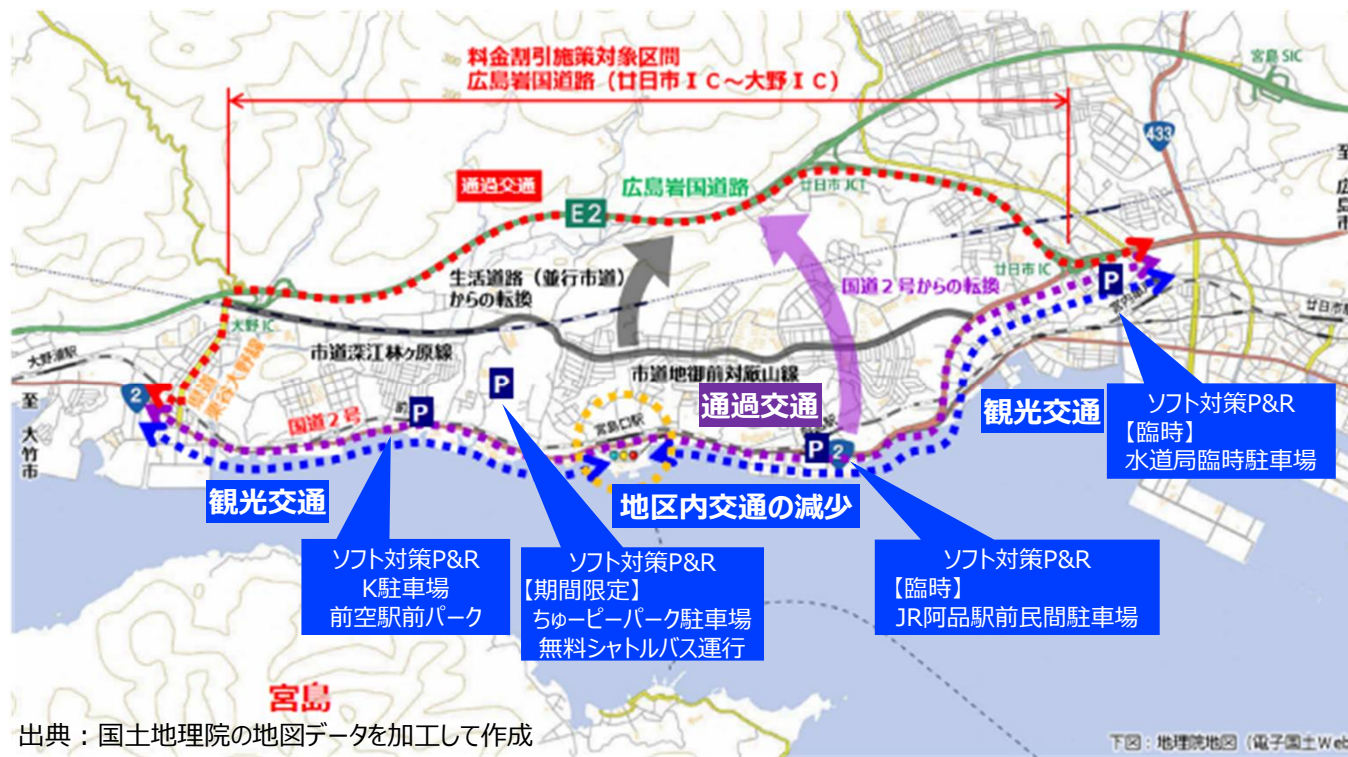 料金割引施策対象区間
広島岩国道路（廿日市ＩＣ～大野ＩＣ）
宮島 SIC
433
至 広島市
通過交通
広島岩国道路
廿日市 JCT
E2
生活道路（並行市道）
からの転換
国道２号からの転換
廿日市 IC
P
大野 IC
大野浦駅
市道深江林ヶ原線
県道
栗谷大野線
市道地御前対厳山線
2
至 大竹市
国道２号
P
P
宮島口駅
通過交通
P
2
観光交通
ソフト対策P&R
【臨時】
水道局臨時駐車場
観光交通
地区内交通の減少
ソフト対策P&R
K駐車場
前空駅前パーク
ソフト対策P&R
【期間限定】
ちゅーピーパーク駐車場
無料シャトルバス運行
ソフト対策P&R
【臨時】
JR阿品駅前民間駐車場
宮島
出典：国土地理院の地図データを加工して作成
下図：地理院地図（電子国土Web